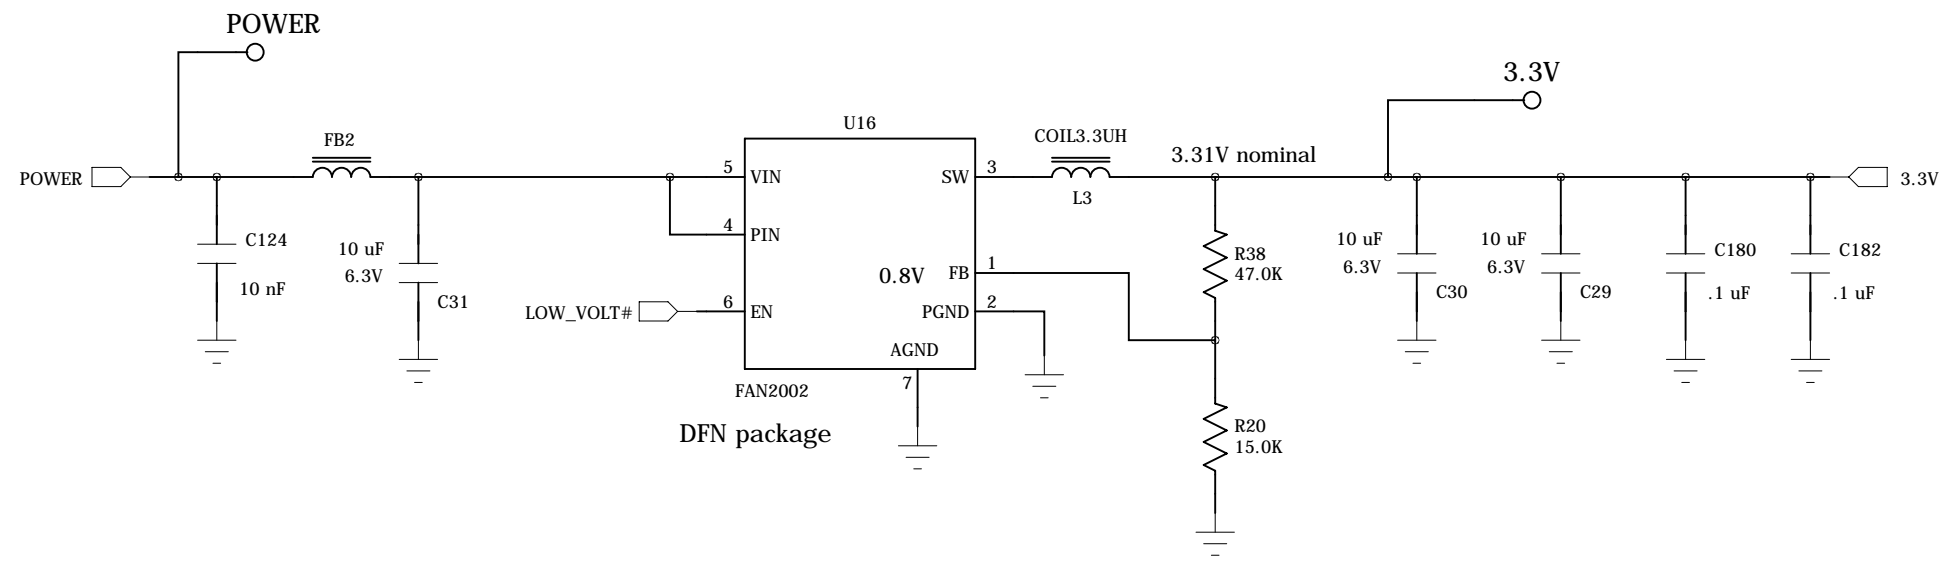 POWER
3.3V
U16
FB2
COIL3.3UH
3.31V nominal
POWER
5
VIN
SW
3
L3
3.3V
4
PIN
C124
10 nF
10 uF
6.3V
C31
0.8V
FB
1
R38
47.0K
10 uF
6.3V
C30
10 uF
6.3V
C29
C180
.1 uF
C182
.1 uF
LOW_VOLT#
6
EN
PGND
2
AGND
7
FAN2002
DFN package
R20
15.0K